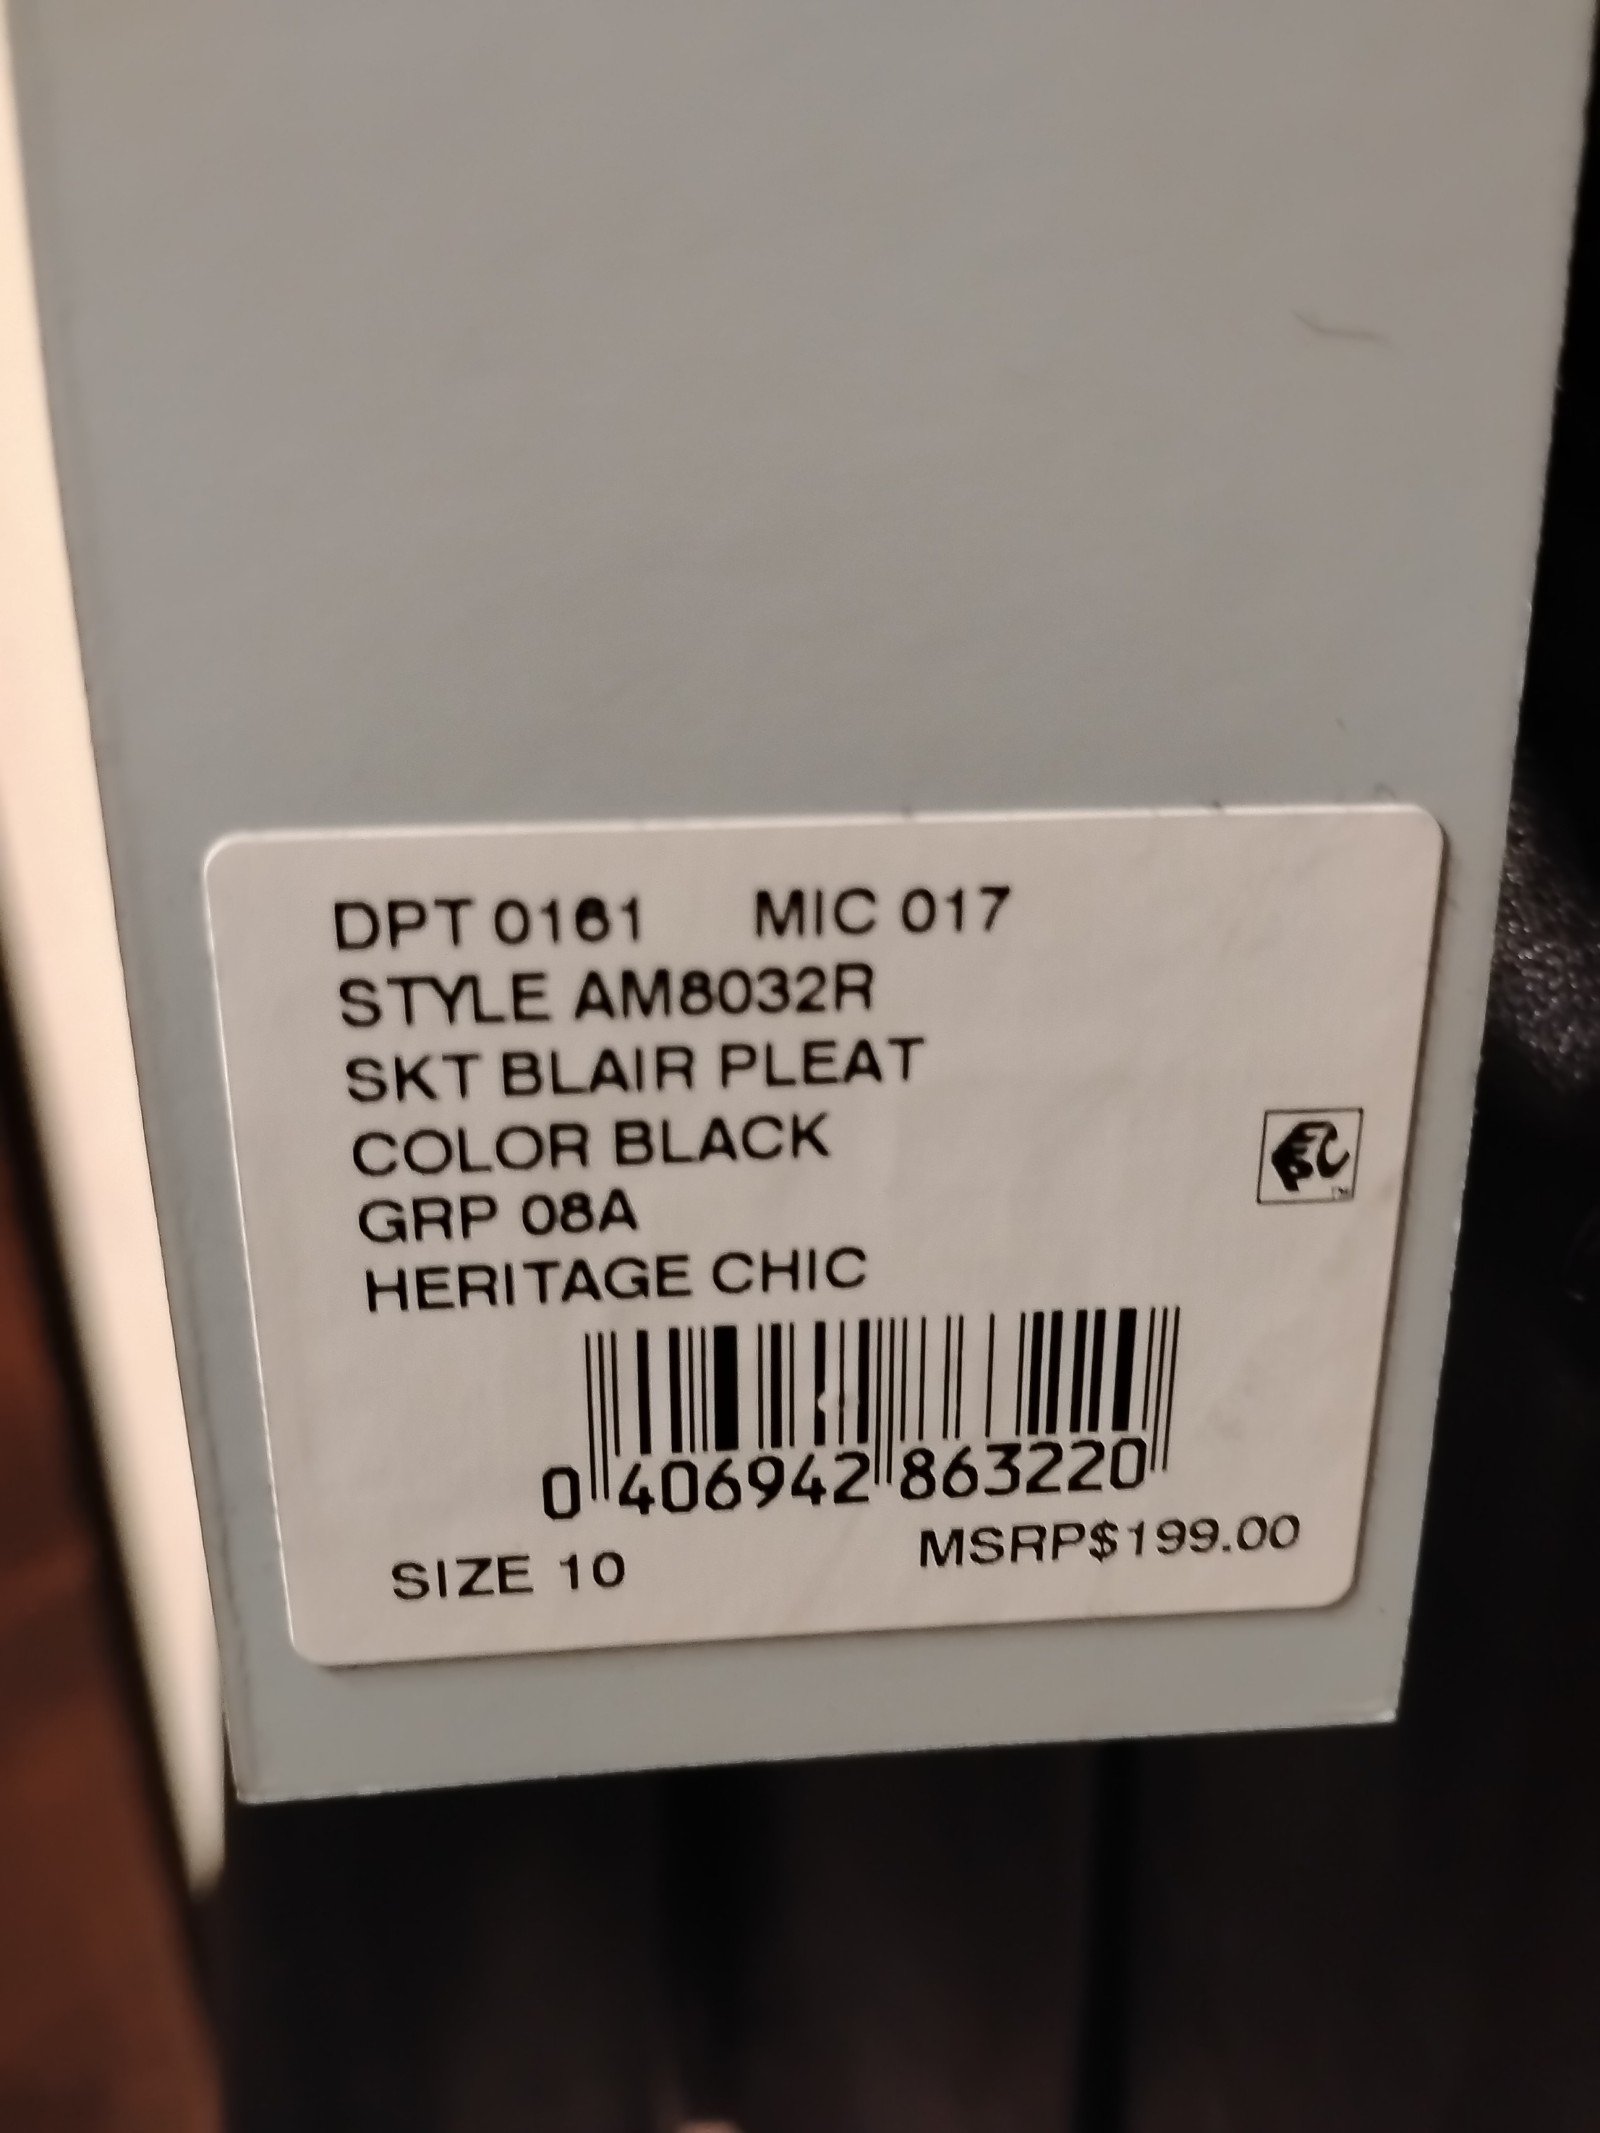 DPT 0161 MIC 017
STYLE AM8032R
SKT BLAIR PLEAT
COLOR BLACK
GRP 08A
HERITAGE CHIC
0 406942 863220
SIZE 10 MSRP$199.00